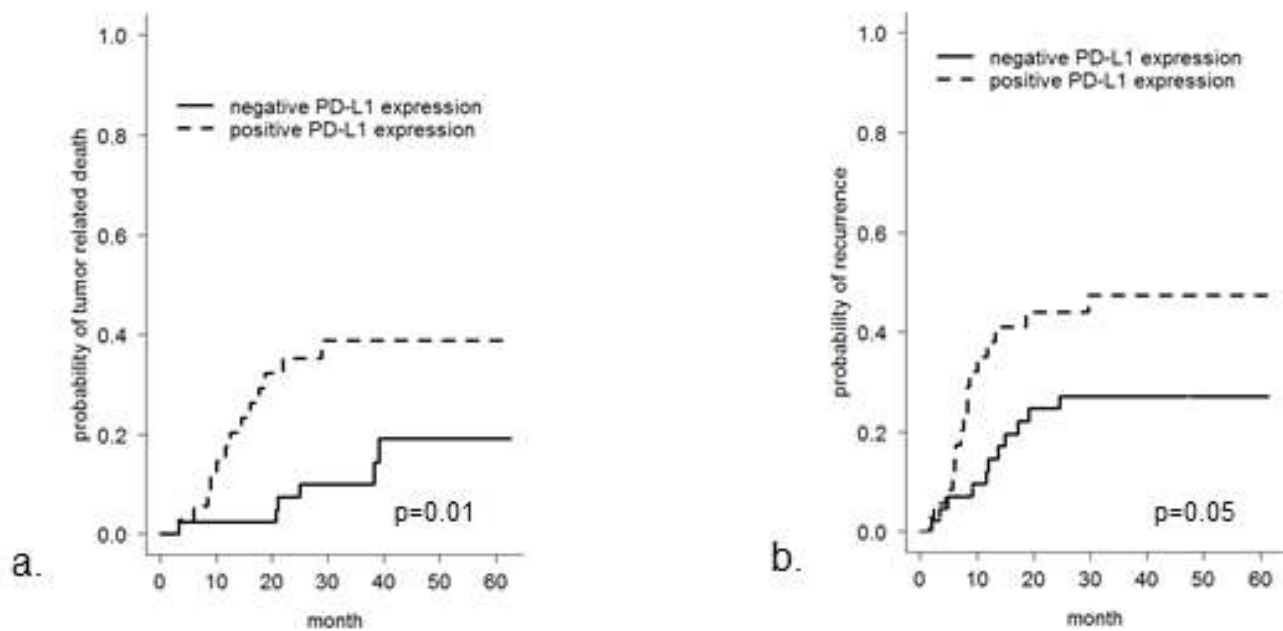 1.0
0.8
0.6
0.4
0.2
0.0
probability of tumor related death
negative PD-L1 expression
positive PD-L1 expression
p=0.01
0 10 20 30 40 50 60
month
a.
1.0
0.8
0.6
0.4
0.2
0.0
probability of recurrence
negative PD-L1 expression
positive PD-L1 expression
p=0.05
0 10 20 30 40 50 60
month
b.